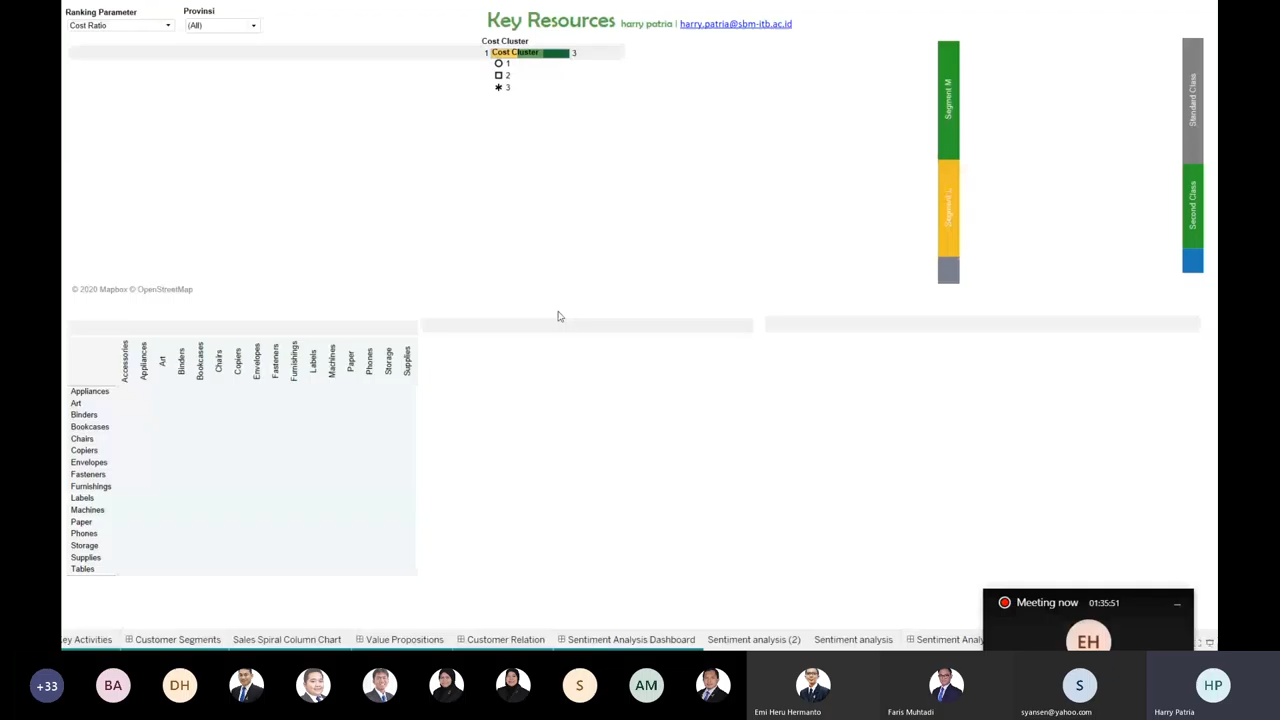 Ranking Parameter
Provinsi
Cost Ratio
(All)
Key Resources harry patria | harry.patria@sbm-itb.ac.id
Cost Cluster
1 Cost Cluster 3
1
2
3
Segment M
Standard Class
Second Class
© 2020 Mapbox © OpenStreetMap
Accessories
Appliances
Art
Binders
Bookcases
Chairs
Copiers
Envelopes
Fasteners
Furnishings
Labels
Machines
Paper
Phones
Storage
Supplies
Appliances
Art
Binders
Bookcases
Chairs
Copiers
Envelopes
Fasteners
Furnishings
Labels
Machines
Paper
Phones
Storage
Supplies
Tables
Meeting now 01:35:51
EH
ey Activities Customer Segments Sales Spiral Column Chart Value Propositions Customer Relation Sentiment Analysis Dashboard Sentiment analysis (2) Sentiment analysis Sentiment Analy
+33 BA DH S AM S HP
Emi Heru Hermanto Faris Muhtadi syansen@yahoo.com Harry Patria